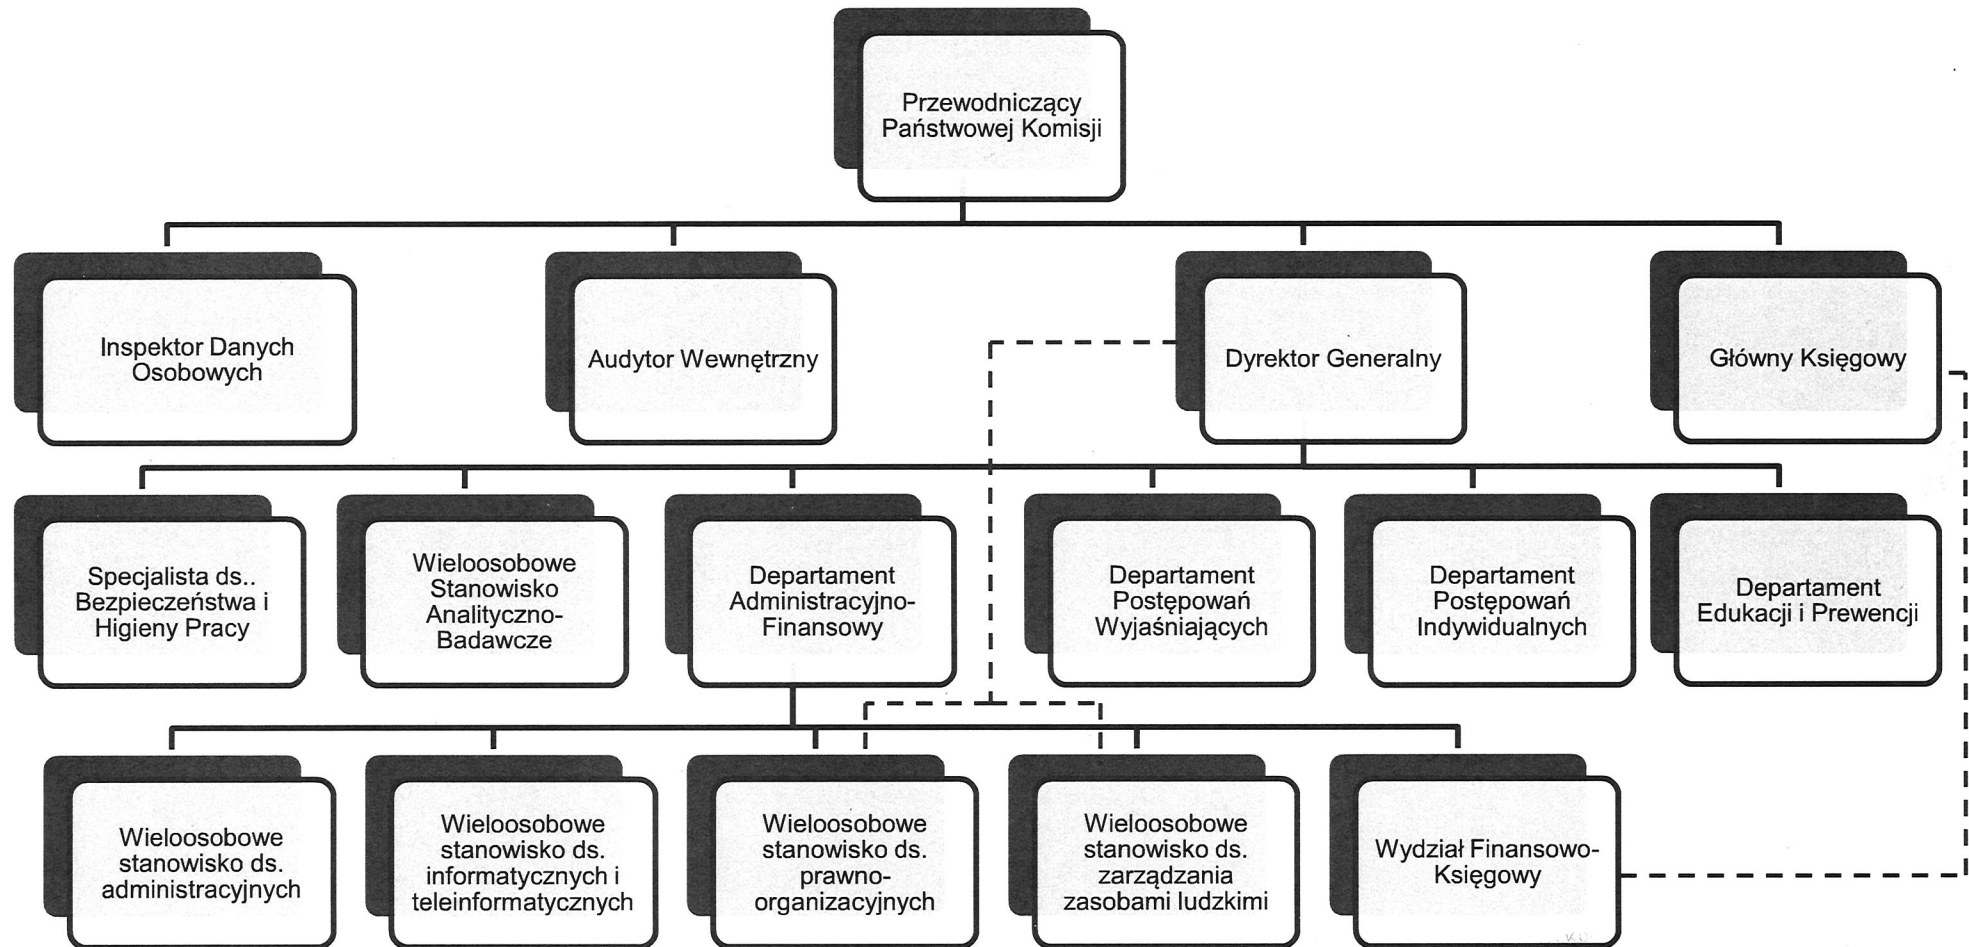 Przewodniczący
Państwowej Komisji
Inspektor Danych
Osobowych
Audytor Wewnętrzny
Dyrektor Generalny
Główny Księgowy
Specjalista ds..
Bezpieczeństwa i
Higieny Pracy
Wieloosobowe
Stanowisko
Analityczno-
Badawcze
Departament
Administracyjno-
Finansowy
Departament
Postępowań
Wyjaśniających
Departament
Postępowań
Indywidualnych
Departament
Edukacji i Prewencji
Wieloosobowe
stanowisko ds.
administracyjnych
Wieloosobowe
stanowisko ds.
informatycznych i
teleinformatycznych
Wieloosobowe
stanowisko ds.
prawno-
organizacyjnych
Wieloosobowe
stanowisko ds.
zarządzania
zasobami ludzkimi
Wydział Finansowo-
Księgowy